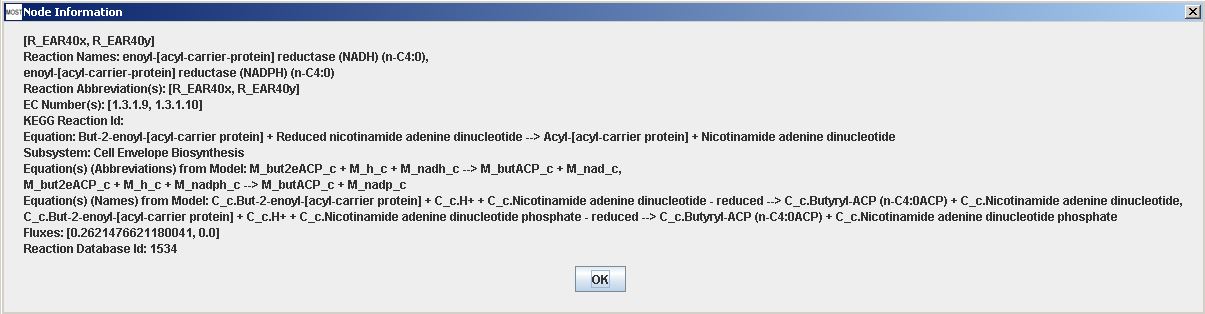 MOST Node Information
[R_EAR40x, R_EAR40y]
Reaction Names: enoyl-[acyl-carrier-protein] reductase (NADH) (n-C4:0),
enoyl-[acyl-carrier-protein] reductase (NADPH) (n-C4:0)
Reaction Abbreviation(s): [R_EAR40x, R_EAR40y]
EC Number(s): [1.3.1.9, 1.3.1.10]
KEGG Reaction Id:
Equation: But-2-enoyl-[acyl-carrier protein] + Reduced nicotinamide adenine dinucleotide --> Acyl-[acyl-carrier protein] + Nicotinamide adenine dinucleotide
Subsystem: Cell Envelope Biosynthesis
Equation(s) (Abbreviations) from Model: M_but2eACP_c + M_h_c + M_nadh_c --> M_butACP_c + M_nad_c,
M_but2eACP_c + M_h_c + M_nadph_c --> M_butACP_c + M_nadp_c
Equation(s) (Names) from Model: C_c.But-2-enoyl-[acyl-carrier protein] + C_c.H+ + C_c.Nicotinamide adenine dinucleotide - reduced --> C_c.Butyryl-ACP (n-C4:0ACP) + C_c.Nicotinamide adenine dinucleotide,
C_c.But-2-enoyl-[acyl-carrier protein] + C_c.H+ + C_c.Nicotinamide adenine dinucleotide phosphate - reduced --> C_c.Butyryl-ACP (n-C4:0ACP) + C_c.Nicotinamide adenine dinucleotide phosphate
Fluxes: [0.2621476621180041, 0.0]
Reaction Database Id: 1534
OK